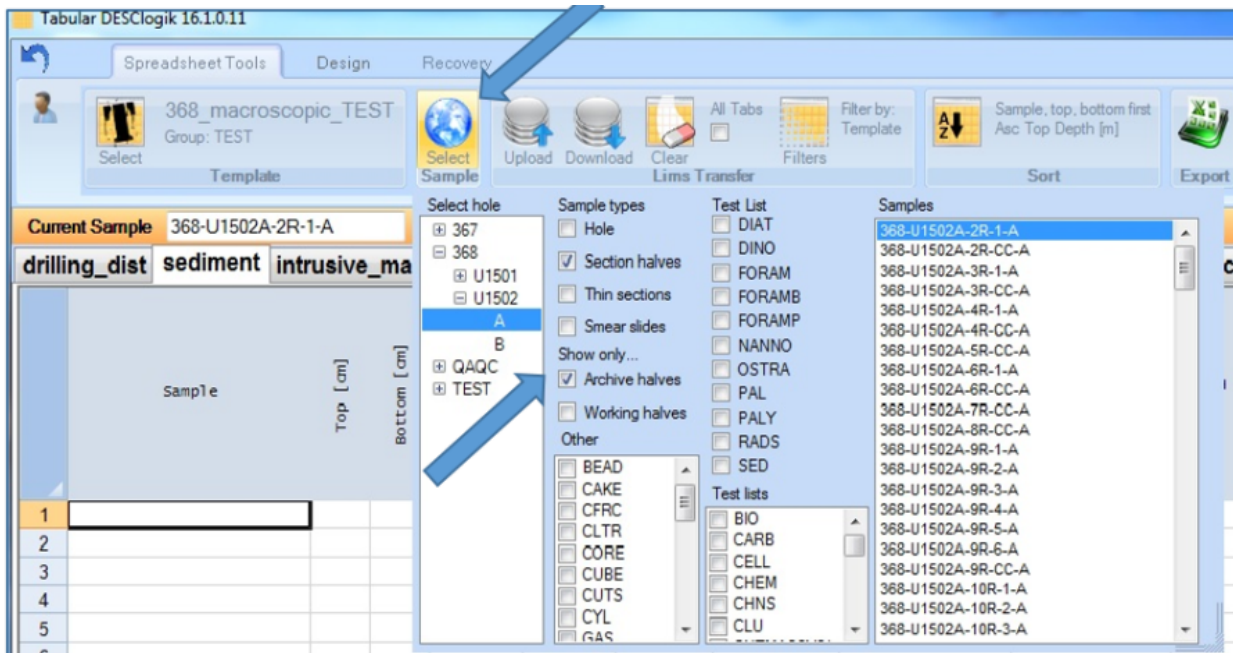 Tabular DESClogik 16.1.0.11
Spreadsheet Tools Design Recovery
368_macroscopic_TEST
Group: TEST
Select
Template
Select
Sample
Upload Download Clear
All Tabs
Filters
Filter by:
Template
Lims Transfer
Sample, top, bottom first
Asc Top Depth [m]
Sort
Export
Current Sample 368-U1502A-2R-1-A
drilling_dist sediment intrusive_ma
Sample
Top [cm]
Bottom [cm]
1
2
3
4
5
Select hole
367
368
U1501
U1502
A
B
QAQC
TEST
Sample types
Hole
Section halves
Thin sections
Smear slides
Show only...
Archive halves
Working halves
Other
BEAD
CAKE
CFRC
CLTR
CORE
CUBE
CUTS
CYL
GAS
Test List
DIAT
DINO
FORAM
FORAMB
FORAMP
NANNO
OSTRA
PAL
PALY
RADS
SED
Test lists
BIO
CARB
CELL
CHEM
CHNS
CLU
Samples
368-U1502A-2R-1-A
368-U1502A-2R-CC-A
368-U1502A-3R-1-A
368-U1502A-3R-CC-A
368-U1502A-4R-1-A
368-U1502A-4R-CC-A
368-U1502A-5R-CC-A
368-U1502A-6R-1-A
368-U1502A-6R-CC-A
368-U1502A-7R-CC-A
368-U1502A-8R-CC-A
368-U1502A-9R-1-A
368-U1502A-9R-2-A
368-U1502A-9R-3-A
368-U1502A-9R-4-A
368-U1502A-9R-5-A
368-U1502A-9R-6-A
368-U1502A-9R-CC-A
368-U1502A-10R-1-A
368-U1502A-10R-2-A
368-U1502A-10R-3-A